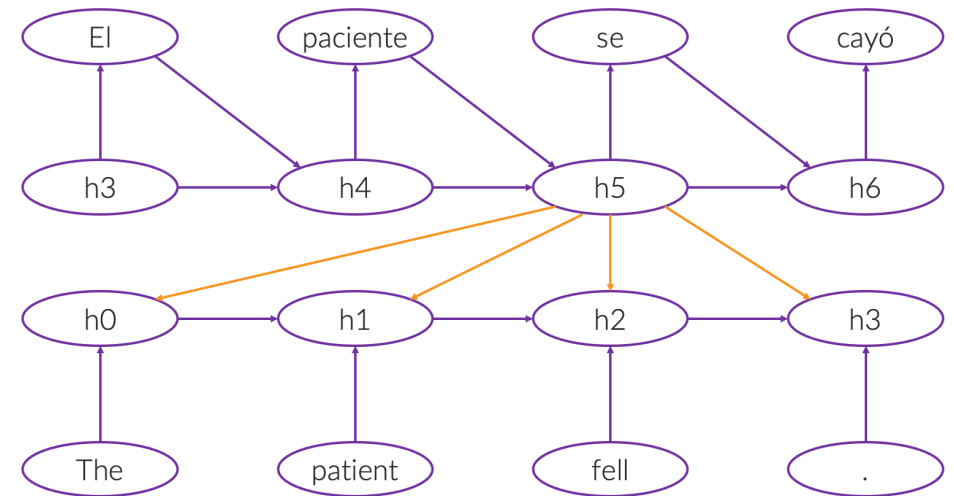 El paciente se cayó
h3 h4 h5 h6
h0 h1 h2 h3
The patient fell .